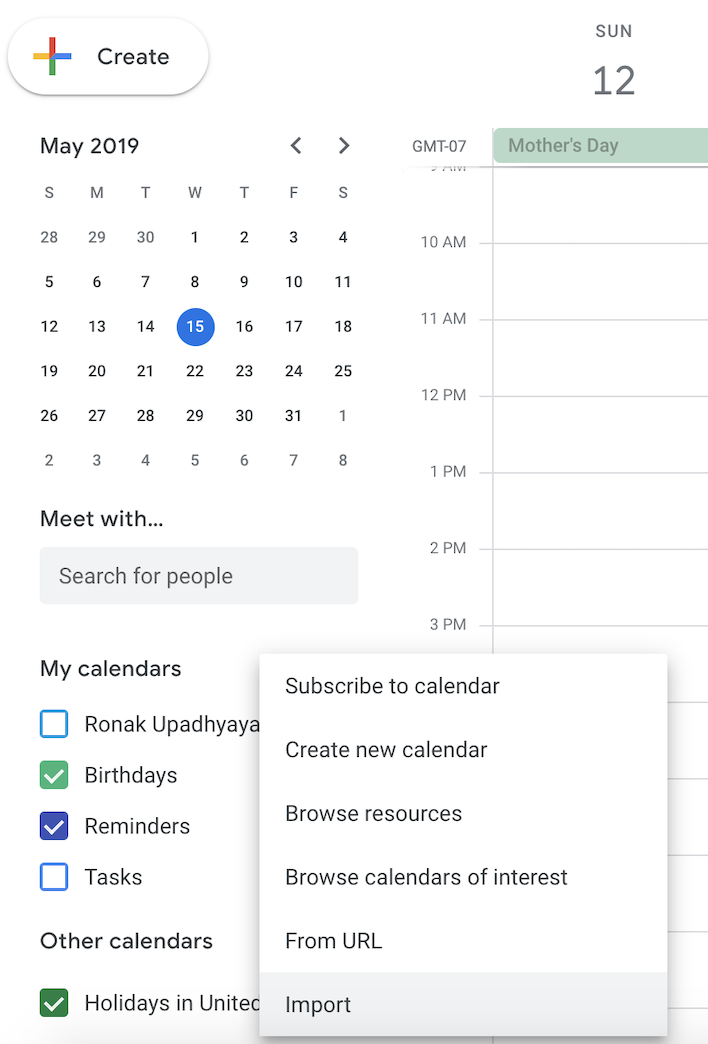 Create
May 2019
S M T W T F S
28 29 30 1 2 3 4
5 6 7 8 9 10 11
12 13 14 15 16 17 18
19 20 21 22 23 24 25
26 27 28 29 30 31 1
2 3 4 5 6 7 8
Meet with...
Search for people
My calendars
Ronak Upadhyaya
Birthdays
Reminders
Tasks
Other calendars
Holidays in United
SUN
12
GMT-07
Mother's Day
9 AM
10 AM
11 AM
12 PM
1 PM
2 PM
3 PM
Subscribe to calendar
Create new calendar
Browse resources
Browse calendars of interest
From URL
Import